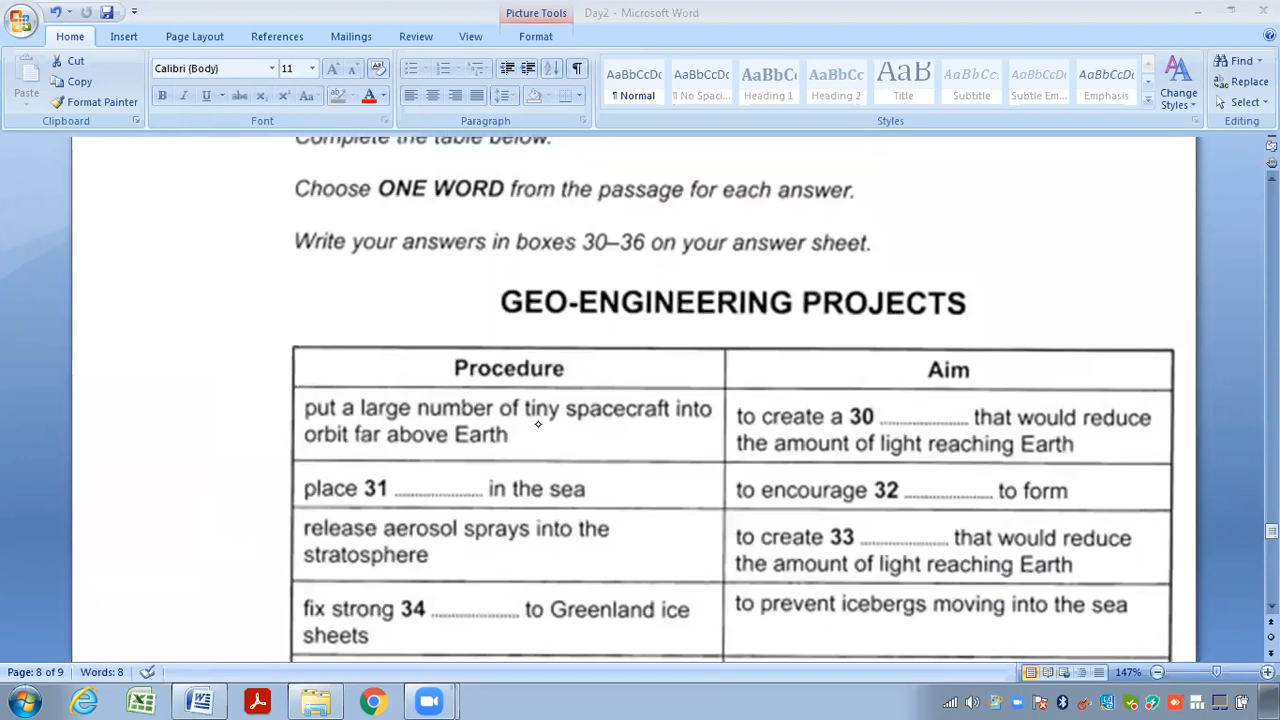 Picture Tools
Day2 - Microsoft Word
Home
Insert
Page Layout
References
Mailings
Review
View
Format
Paste
Cut
Copy
Format Painter
Clipboard
Calibri (Body)
11
Font
Paragraph
AaBbCcDc
¶ Normal
AaBbCcDc
¶ No Spaci...
AaBbCc
Heading 1
AaBbCc
Heading 2
AaB
Title
AaBbCc.
Subtitle
AaBbCcDc
Subtle Em...
AaBbCcDc
Emphasis
Change
Styles
Styles
Find
Replace
Select
Editing
Complete the table below.
Choose ONE WORD from the passage for each answer.
Write your answers in boxes 30–36 on your answer sheet.
GEO-ENGINEERING PROJECTS
Procedure
Aim
put a large number of tiny spacecraft into
orbit far above Earth
to create a 30 .................... that would reduce
the amount of light reaching Earth
place 31 .................... in the sea
to encourage 32 .................... to form
release aerosol sprays into the
stratosphere
to create 33 .................... that would reduce
the amount of light reaching Earth
fix strong 34 .................... to Greenland ice
sheets
to prevent icebergs moving into the sea
Page: 8 of 9
Words: 8
147%